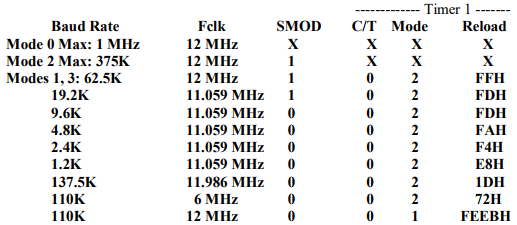 ------------- Timer 1 -------
Baud Rate Fclk SMOD C/T Mode Reload
Mode 0 Max: 1 MHz 12 MHz X X X X
Mode 2 Max: 375K 12 MHz 1 X X X
Modes 1, 3: 62.5K 12 MHz 1 0 2 FFH
19.2K 11.059 MHz 1 0 2 FDH
9.6K 11.059 MHz 0 0 2 FDH
4.8K 11.059 MHz 0 0 2 FAH
2.4K 11.059 MHz 0 0 2 F4H
1.2K 11.059 MHz 0 0 2 E8H
137.5K 11.986 MHz 0 0 2 1DH
110K 6 MHz 0 0 2 72H
110K 12 MHz 0 0 1 FEEBH